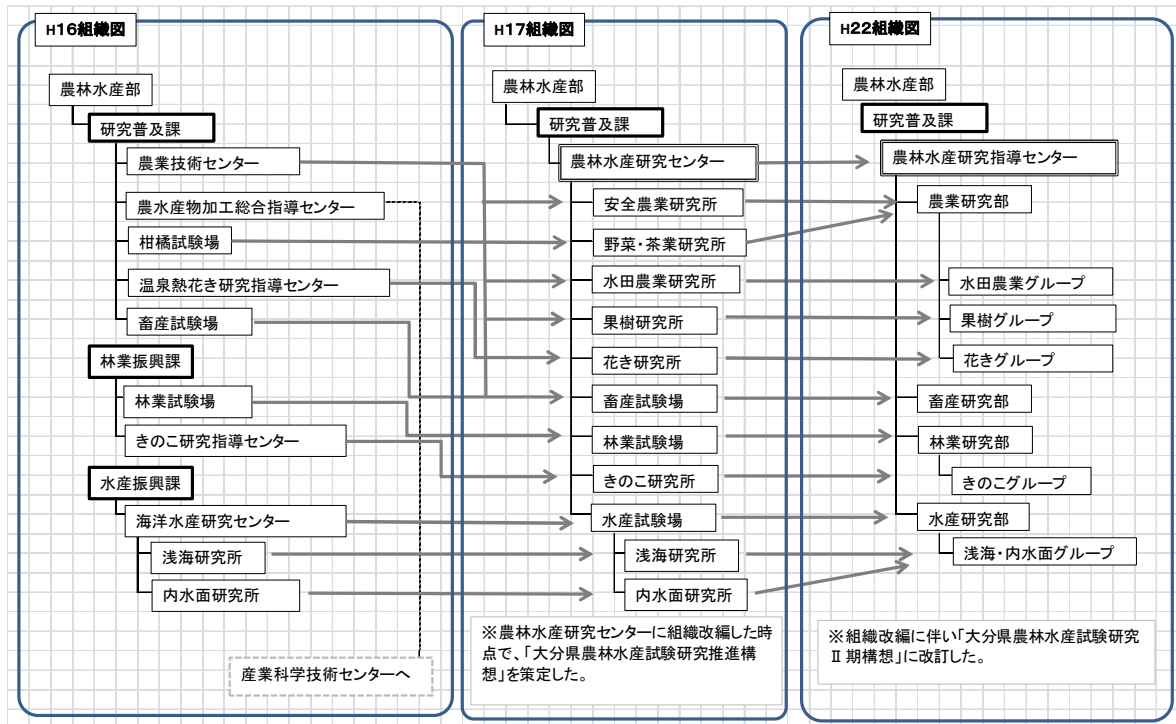 H16組織図
農林水産部
研究普及課
農業技術センター
農水産物加工総合指導センター
柑橘試験場
温泉熱花き研究指導センター
畜産試験場
林業振興課
林業試験場
きのこ研究指導センター
水産振興課
海洋水産研究センター
浅海研究所
内水面研究所
産業科学技術センターへ
H17組織図
農林水産部
研究普及課
農林水産研究センター
安全農業研究所
野菜・茶業研究所
水田農業研究所
果樹研究所
花き研究所
畜産試験場
林業試験場
きのこ研究所
水産試験場
浅海研究所
内水面研究所
※農林水産研究センターに組織改編した時
点で、「大分県農林水産試験研究推進構
想」を策定した。
H22組織図
農林水産部
研究普及課
農林水産研究指導センター
農業研究部
水田農業グループ
果樹グループ
花きグループ
畜産研究部
林業研究部
きのこグループ
水産研究部
浅海・内水面グループ
※組織改編に伴い「大分県農林水産試験研究
Ⅱ期構想」に改訂した。